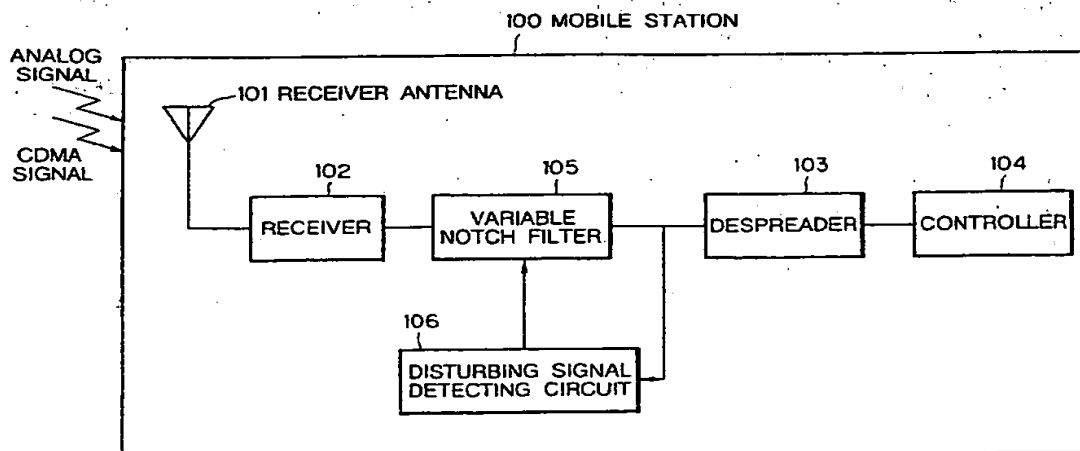 100 MOBILE STATION
ANALOG
SIGNAL
CDMA
SIGNAL
101 RECEIVER ANTENNA
102
RECEIVER
105
VARIABLE
NOTCH FILTER
103
DESPREADER
104
CONTROLLER
106
DISTURBING SIGNAL
DETECTING CIRCUIT